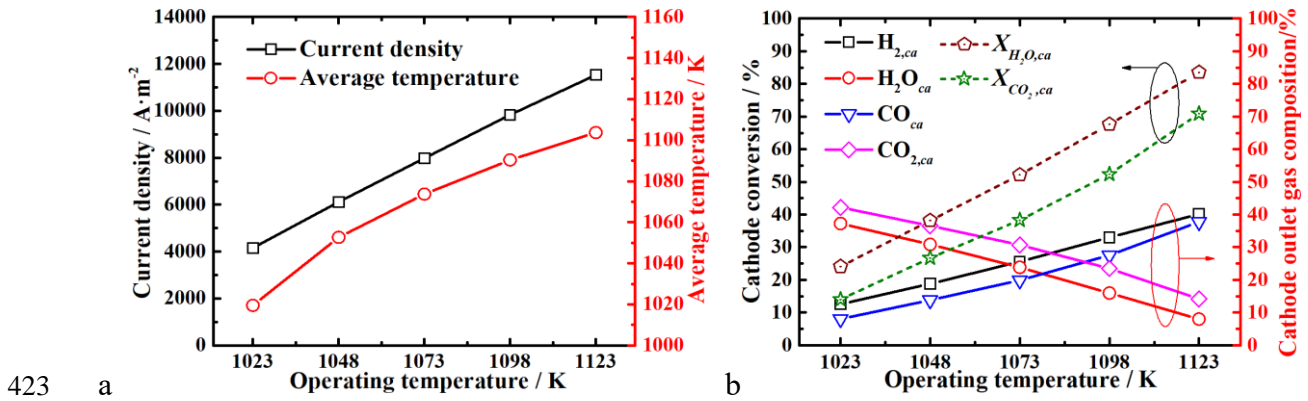 14000
12000
10000
8000
6000
4000
2000
0
Current density / A·m⁻²
Current density
Average temperature
1160
1140
1120
1100
1080
1060
1040
1020
1000
Average temperature / K
1023 1048 1073 1098 1123
Operating temperature / K
423 a
100
90
80
70
60
50
40
30
20
10
0
Cathode conversion / %
H2,ca
H2Oca
COca
CO2,ca
XH2O,ca
XCO2,ca
100%
90%
80%
70%
60%
50%
40%
30%
20%
10%
0%
Cathode outlet gas composition/%
1023 1048 1073 1098 1123
Operating temperature / K
b